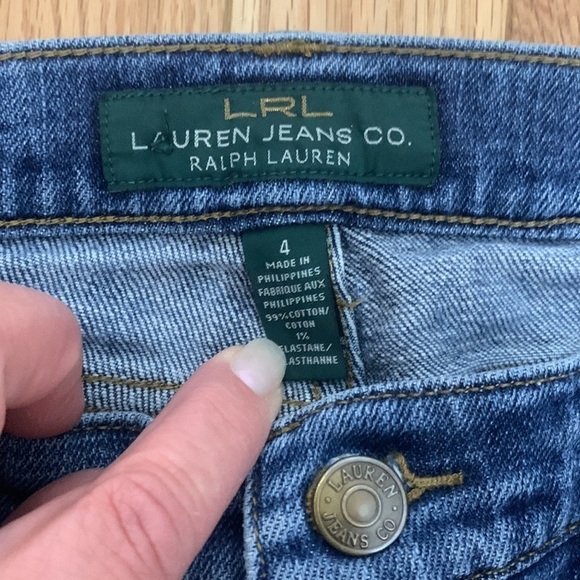 LRL
LAUREN JEANS CO.
RALPH LAUREN
4
MADE IN
PHILIPPINES
FABRIQUE AUX
PHILIPPINES
99%COTTON/
COTON
1%
ELASTANE/
ELASTHANNE
LAUREN
JEANS CO